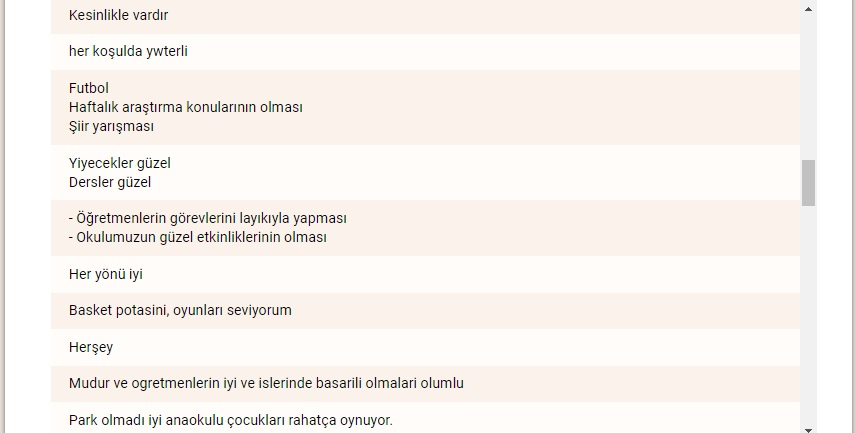 Kesinlikle vardır
her koşulda ywterli
Futbol
Haftalık araştırma konularının olması
Şiir yarışması
Yiyecekler güzel
Dersler güzel
- Öğretmenlerin görevlerini layıkıyla yapması
- Okulumuzun güzel etkinliklerinin olması
Her yönü iyi
Basket potasini, oyunları seviyorum
Herşey
Mudur ve ogretmenlerin iyi ve islerinde basarili olmalari olumlu
Park olmadı iyi anaokulu çocukları rahatça oynuyor.